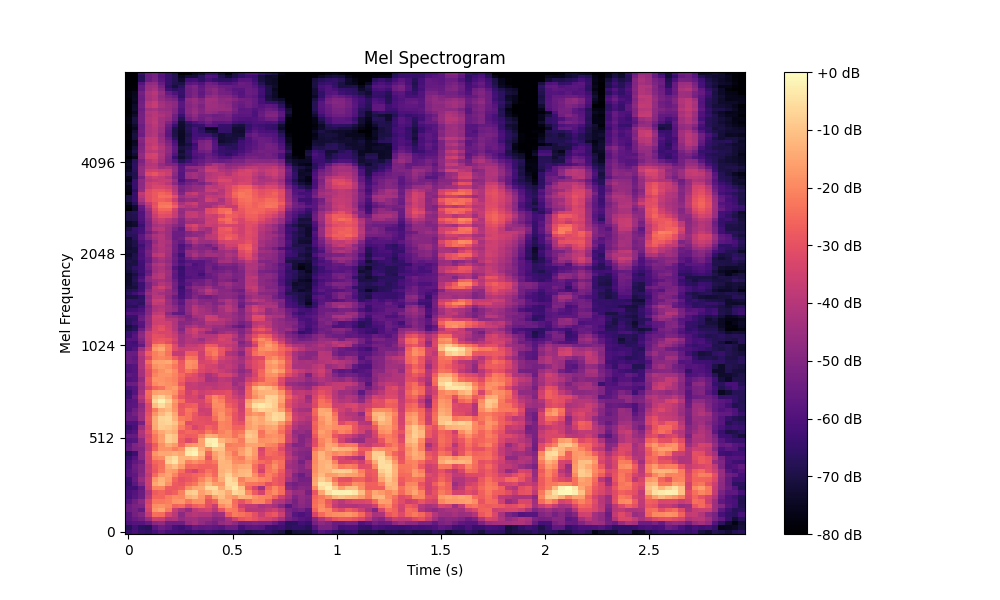 Mel Spectrogram
+0 dB
-10 dB
-20 dB
-30 dB
-40 dB
-50 dB
-60 dB
-70 dB
-80 dB
Mel Frequency
4096
2048
1024
512
0
0
0.5
1
1.5
2
2.5
Time (s)